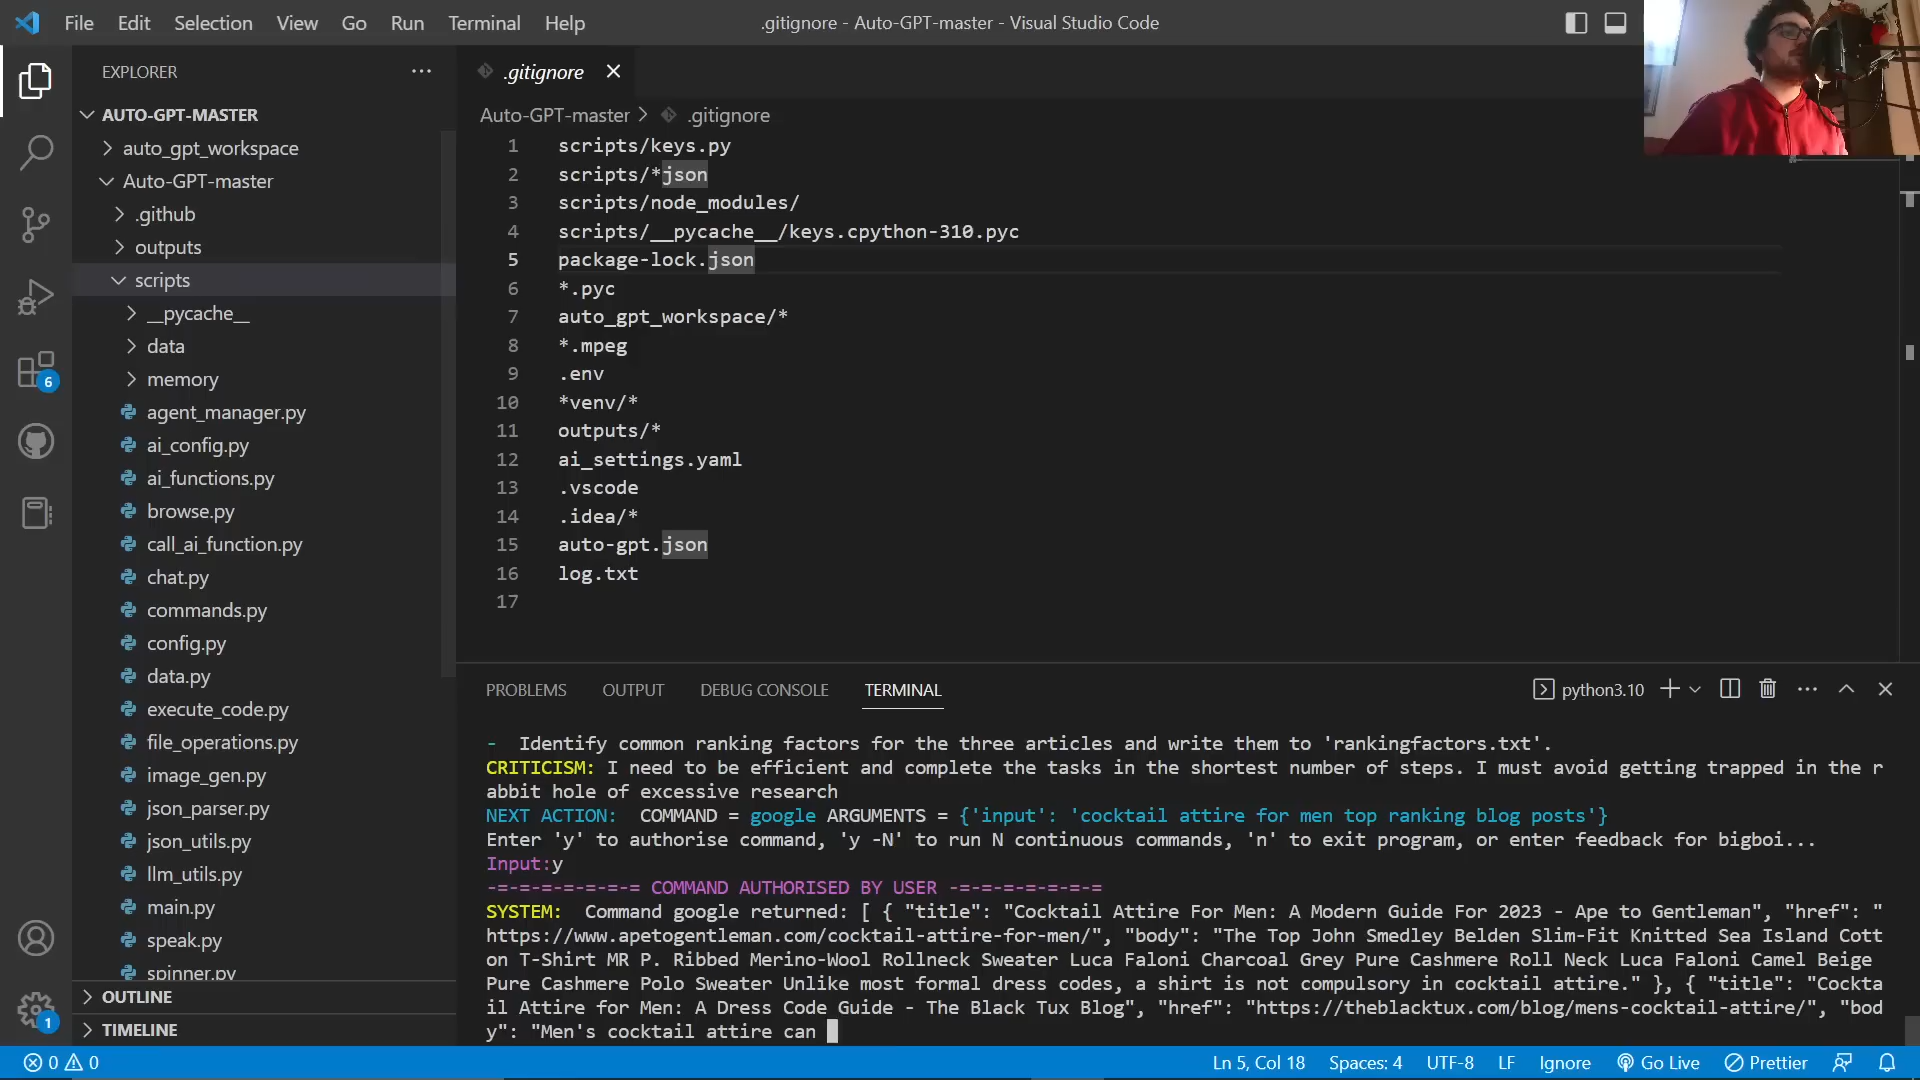 File Edit Selection View Go Run Terminal Help
.gitignore - Auto-GPT-master - Visual Studio Code
EXPLORER
AUTO-GPT-MASTER
auto_gpt_workspace
Auto-GPT-master
.github
outputs
scripts
__pycache__
data
memory
agent_manager.py
ai_config.py
ai_functions.py
browse.py
call_ai_function.py
chat.py
commands.py
config.py
data.py
execute_code.py
file_operations.py
image_gen.py
json_parser.py
json_utils.py
llm_utils.py
main.py
speak.py
spinner.py
OUTLINE
TIMELINE
6
1
.gitignore
Auto-GPT-master > .gitignore
1 scripts/keys.py
2 scripts/*json
3 scripts/node_modules/
4 scripts/__pycache__/keys.cpython-310.pyc
5 package-lock.json
6 *.pyc
7 auto_gpt_workspace/*
8 *.mpeg
9 .env
10 *venv/*
11 outputs/*
12 ai_settings.yaml
13 .vscode
14 .idea/*
15 auto-gpt.json
16 log.txt
17
PROBLEMS OUTPUT DEBUG CONSOLE TERMINAL
python3.10
- Identify common ranking factors for the three articles and write them to 'rankingfactors.txt'.
CRITICISM: I need to be efficient and complete the tasks in the shortest number of steps. I must avoid getting trapped in the r
abbit hole of excessive research
NEXT ACTION: COMMAND = google ARGUMENTS = {'input': 'cocktail attire for men top ranking blog posts'}
Enter 'y' to authorise command, 'y -N' to run N continuous commands, 'n' to exit program, or enter feedback for bigboi...
Input:y
-=-=-=-=-=-=-= COMMAND AUTHORISED BY USER -=-=-=-=-=-=-=
SYSTEM: Command google returned: [ { "title": "Cocktail Attire For Men: A Modern Guide For 2023 - Ape to Gentleman", "href": "
https://www.apetogentleman.com/cocktail-attire-for-men/", "body": "The Top John Smedley Belden Slim-Fit Knitted Sea Island Cott
on T-Shirt MR P. Ribbed Merino-Wool Rollneck Sweater Luca Faloni Charcoal Grey Pure Cashmere Roll Neck Luca Faloni Camel Beige
Pure Cashmere Polo Sweater Unlike most formal dress codes, a shirt is not compulsory in cocktail attire." }, { "title": "Cockta
il Attire for Men: A Dress Code Guide - The Black Tux Blog", "href": "https://theblacktux.com/blog/mens-cocktail-attire/", "bod
y": "Men's cocktail attire can
0 0
Ln 5, Col 18 Spaces: 4 UTF-8 LF Ignore Go Live Prettier